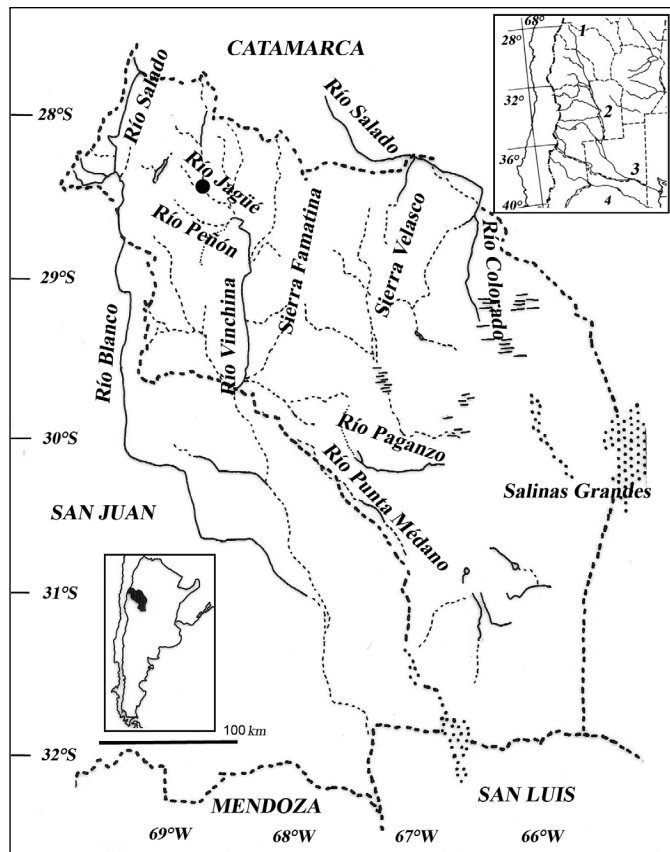 CATAMARCA
68°
28°
1
32°
2
36°
3
40°
4
28°S
Río Salado
Río Salado
Río Jagüé
Río Peñón
Sierra Famatina
Sierra Velasco
Río Colorado
29°S
Río Blanco
Río Vinchina
30°S
Río Paganzo
Río Punta Médano
Salinas Grandes
SAN JUAN
31°S
100 km
32°S
MENDOZA
SAN LUIS
69°W
68°W
67°W
66°W